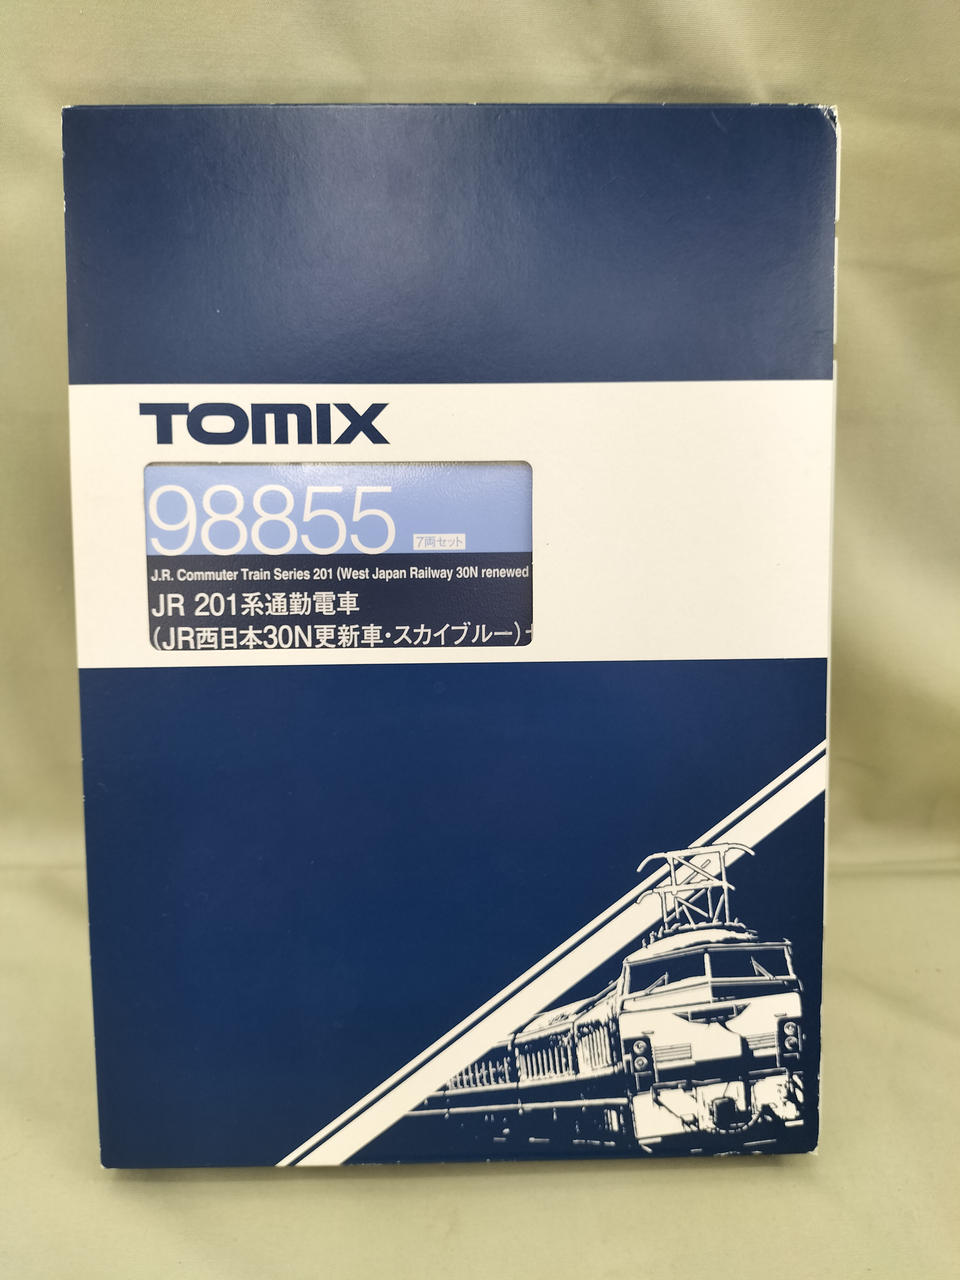 TOMIX
98855 7両セット
J.R. Commuter Train Series 201 (West Japan Railway 30N renewed
JR 201系通勤電車
(JR西日本30N更新車・スカイブルー)